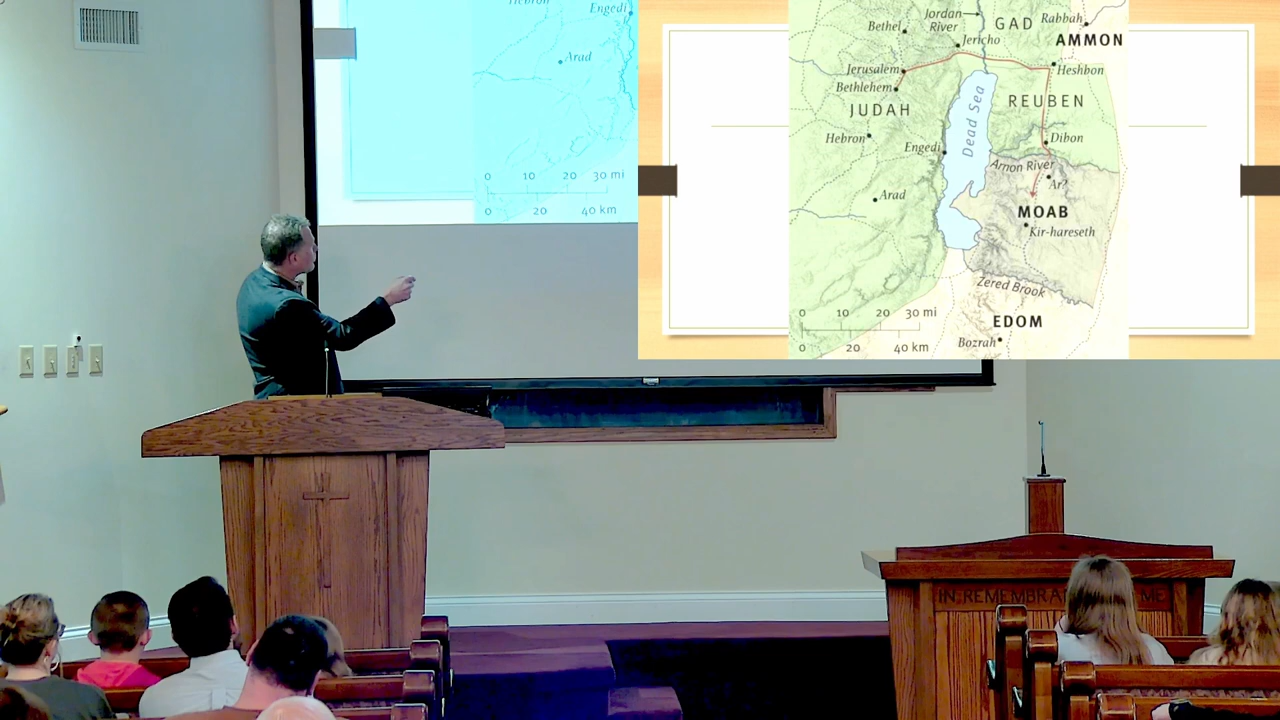 Hebron
Engedi
Arad
0 10 20 30 mi
0 20 40 km
Jordan
River
GAD
Rabbah
Bethel
Jericho
AMMON
Jerusalem
Heshbon
Bethlehem
JUDAH
REUBEN
Dead Sea
Hebron
Dibon
Engedi
Arnon River
Ar?
Arad
MOAB
Kir-hareseth
Zered Brook
0 10 20 30 mi
EDOM
0 20 40 km
Bozrah
IN REMEMBRA ME